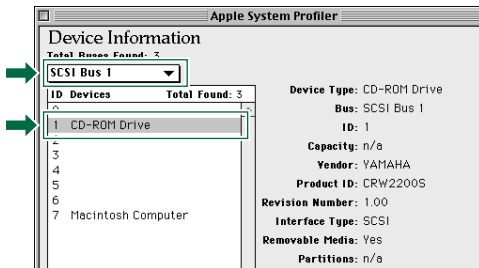 Apple System Profiler
Device Information
Total Buses Found: 3
SCSI Bus 1
ID Devices Total Found: 3
0
1 CD-ROM Drive
2
3
4
5
6
7 Macintosh Computer
Device Type: CD-ROM Drive
Bus: SCSI Bus 1
ID: 1
Capacity: n/a
Vendor: YAMAHA
Product ID: CRW2200S
Revision Number: 1.00
Interface Type: SCSI
Removable Media: Yes
Partitions: n/a